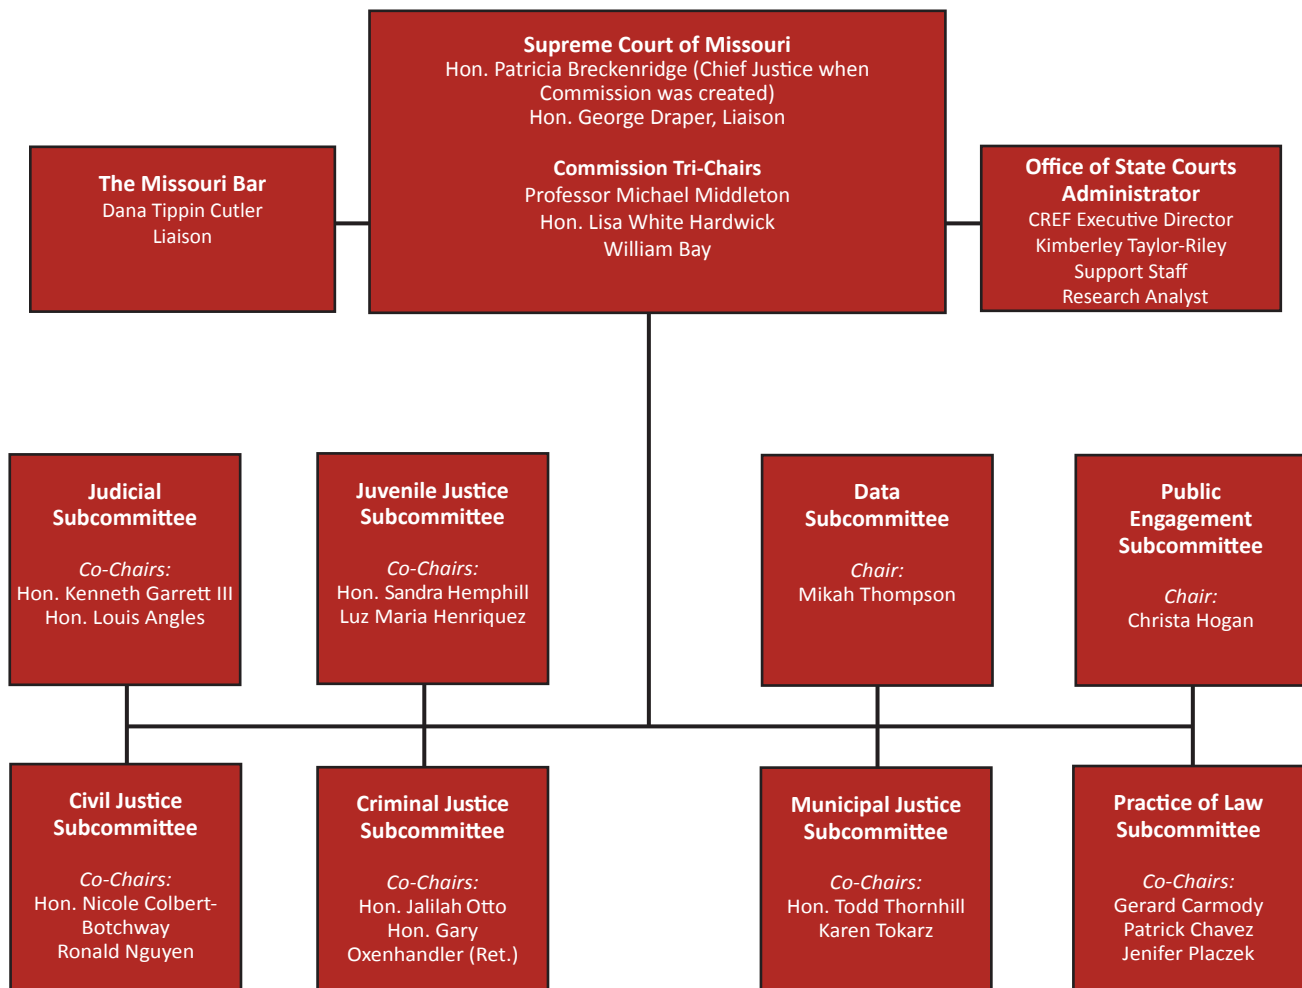 Supreme Court of Missouri
Hon. Patricia Breckenridge (Chief Justice when
Commission was created)
Hon. George Draper, Liaison
Commission Tri-Chairs
Professor Michael Middleton
Hon. Lisa White Hardwick
William Bay
The Missouri Bar
Dana Tippin Cutler
Liaison
Office of State Courts
Administrator
CREF Executive Director
Kimberley Taylor-Riley
Support Staff
Research Analyst
Judicial
Subcommittee
Co-Chairs:
Hon. Kenneth Garrett III
Hon. Louis Angles
Juvenile Justice
Subcommittee
Co-Chairs:
Hon. Sandra Hemphill
Luz Maria Henriquez
Data
Subcommittee
Chair:
Mikah Thompson
Public
Engagement
Subcommittee
Chair:
Christa Hogan
Civil Justice
Subcommittee
Co-Chairs:
Hon. Nicole Colbert-
Botchway
Ronald Nguyen
Criminal Justice
Subcommittee
Co-Chairs:
Hon. Jalilah Otto
Hon. Gary
Oxenhandler (Ret.)
Municipal Justice
Subcommittee
Co-Chairs:
Hon. Todd Thornhill
Karen Tokarz
Practice of Law
Subcommittee
Co-Chairs:
Gerard Carmody
Patrick Chavez
Jenifer Placzek